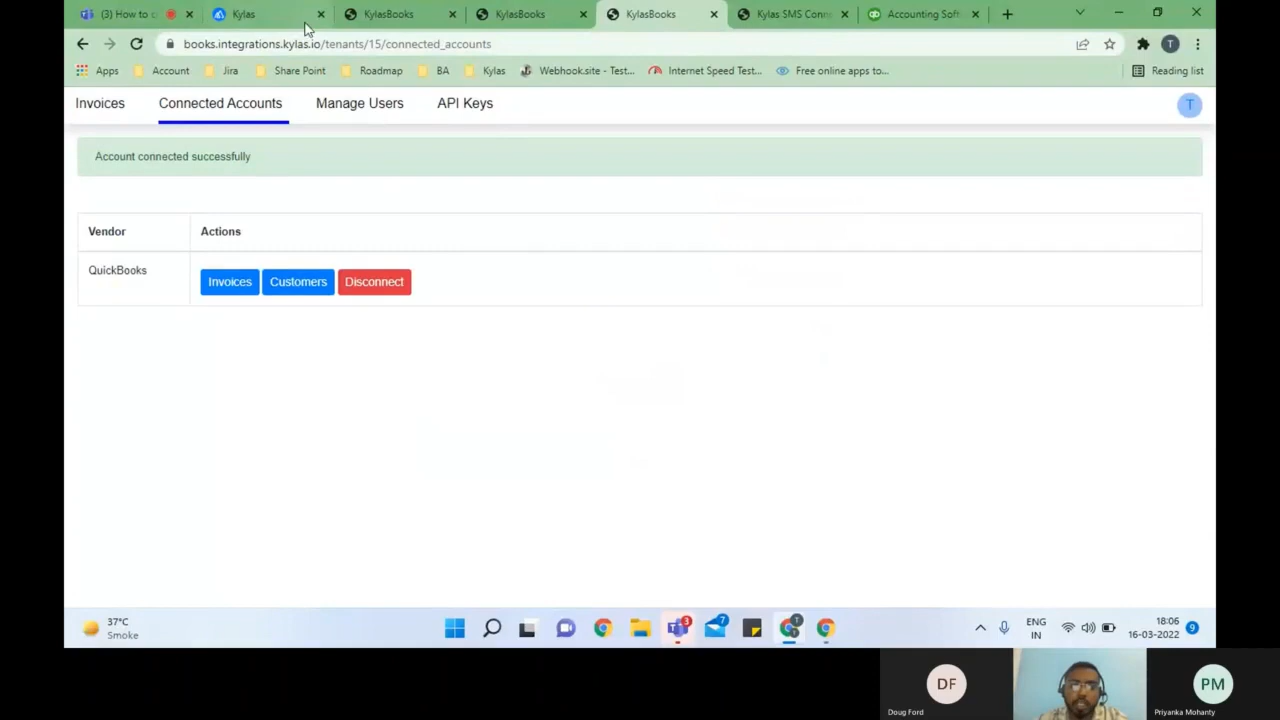 (3) How to c
Kylas
KylasBooks
KylasBooks
KylasBooks
Kylas SMS Conn
Accounting Soft
books.integrations.kylas.io/tenants/15/connected_accounts
T
Apps
Account
Jira
Share Point
Roadmap
BA
Kylas
Webhook.site - Test...
Internet Speed Test...
Free online apps to...
Reading list
Invoices
Connected Accounts
Manage Users
API Keys
T
Account connected successfully
Vendor
Actions
QuickBooks
Invoices
Customers
Disconnect
37°C
Smoke
3
7
ENG
IN
18:06
16-03-2022
9
DF
Doug Ford
PM
Priyanka Mohanty